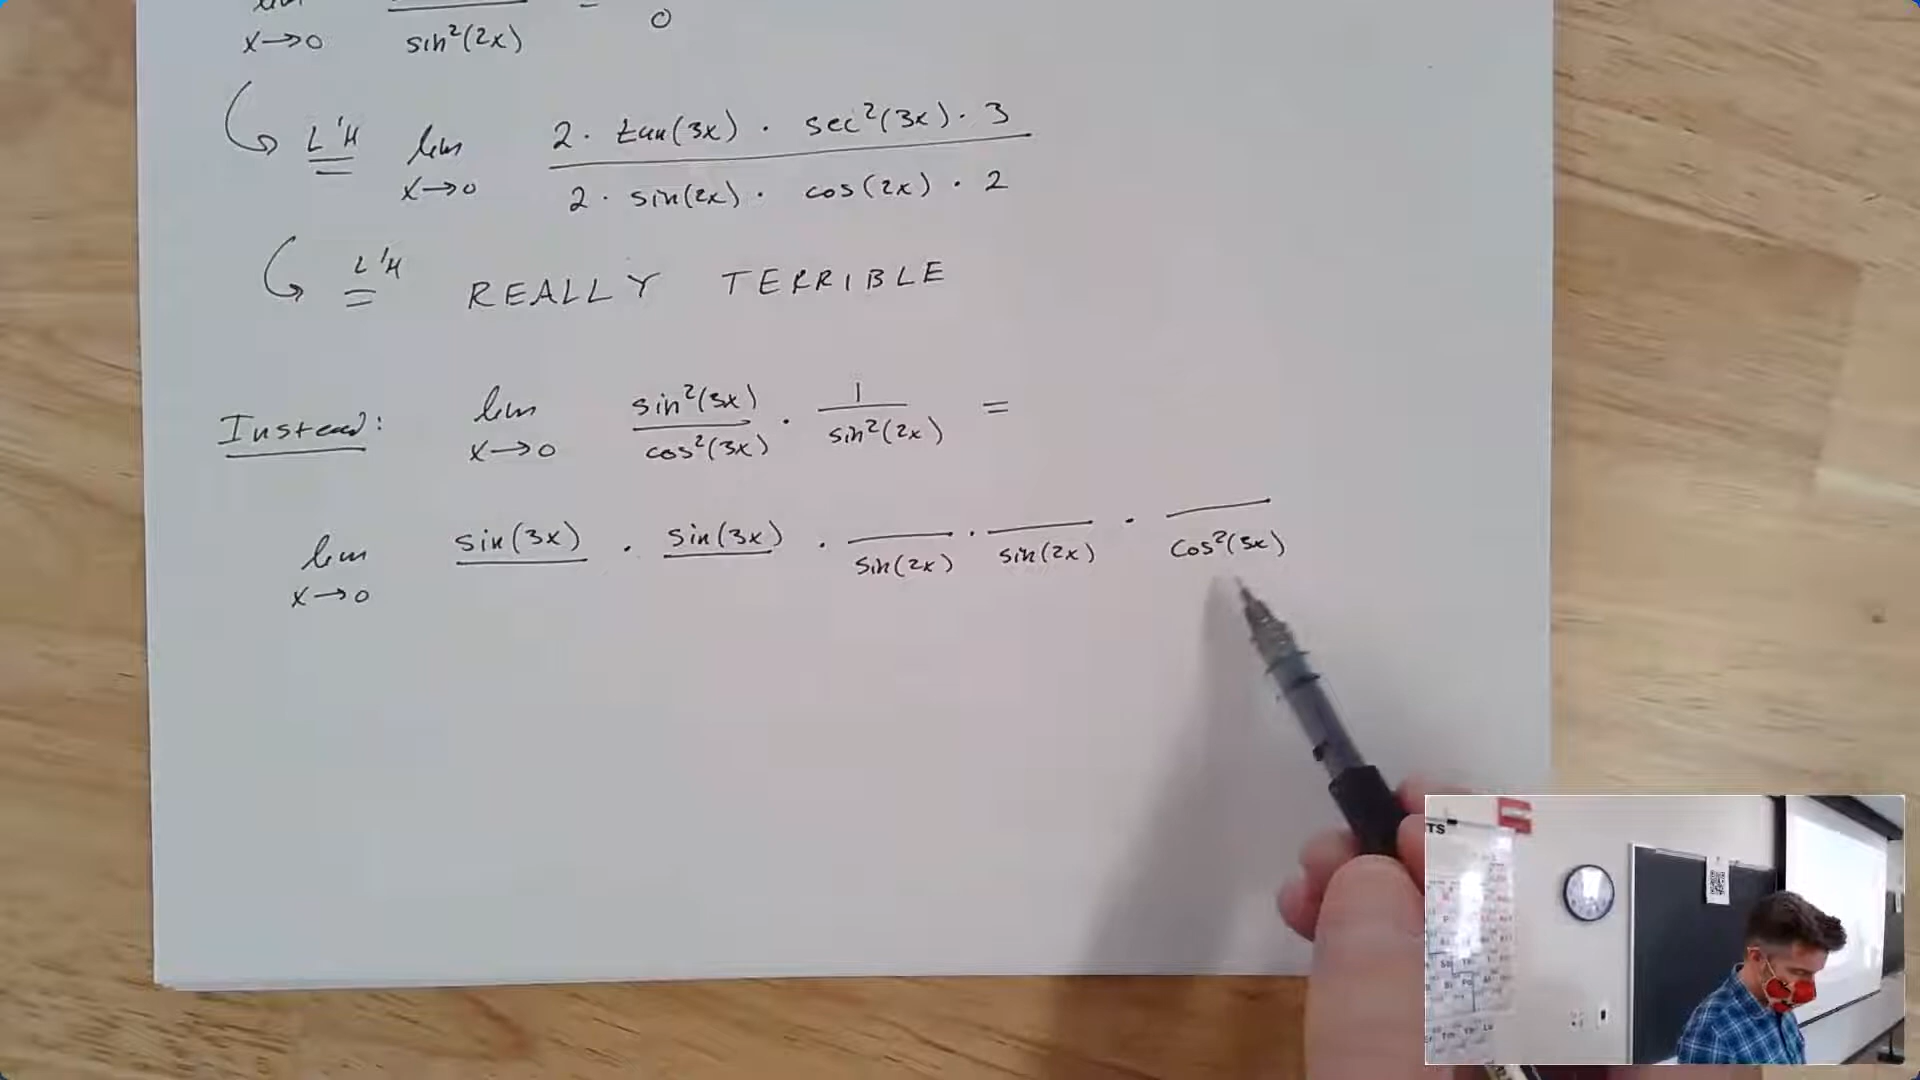 x→0 sin²(2x) = 0
L'H lim x→0 2 · tan(3x) · sec²(3x) · 3 / 2 · sin(2x) · cos(2x) · 2
L'H = REALLY TERRIBLE
Instead: lim x→0 sin²(3x) / cos²(3x) · 1 / sin²(2x) =
lim x→0 sin(3x) · sin(3x) · / sin(2x) · / sin(2x) · / cos²(3x)
TS